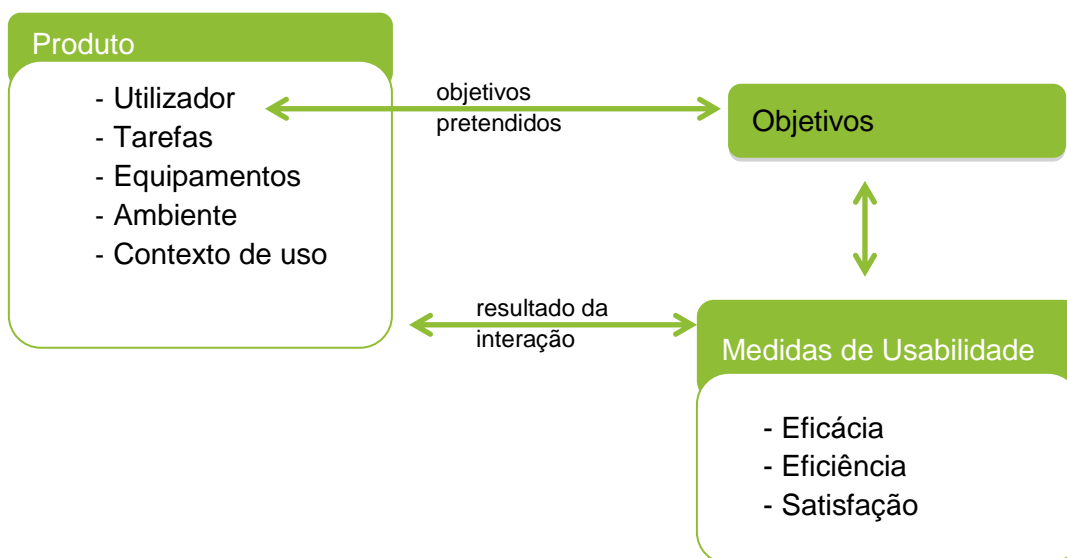 Produto
- Utilizador
- Tarefas
- Equipamentos
- Ambiente
- Contexto de uso
objetivos
pretendidos
Objetivos
resultado da
interação
Medidas de Usabilidade
- Eficácia
- Eficiência
- Satisfação